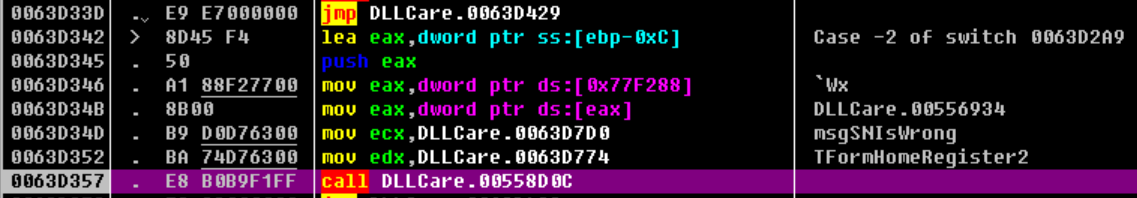 0063D33D . E9 E7000000 jmp DLLCare.0063D429
0063D342 > 8D45 F4 lea eax,dword ptr ss:[ebp-0xC] Case -2 of switch 0063D2A9
0063D345 . 50 push eax
0063D346 . A1 88F27700 mov eax,dword ptr ds:[0x77F288] `Wx
0063D34B . 8B00 mov eax,dword ptr ds:[eax] DLLCare.00556934
0063D34D . B9 D0D76300 mov ecx,DLLCare.0063D7D0 msgSNIsWrong
0063D352 . BA 74D76300 mov edx,DLLCare.0063D774 TFormHomeRegister2
0063D357 . E8 B0B9F1FF call DLLCare.00558D0C